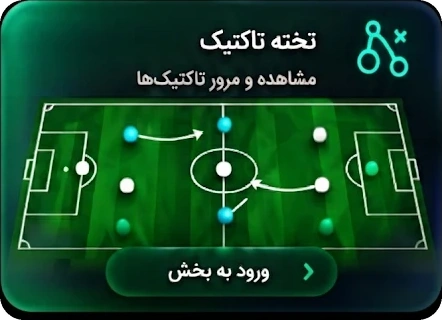 تخته تاکتیک
مشاهده و مرور تاکتیک‌ها
ورود به بخش